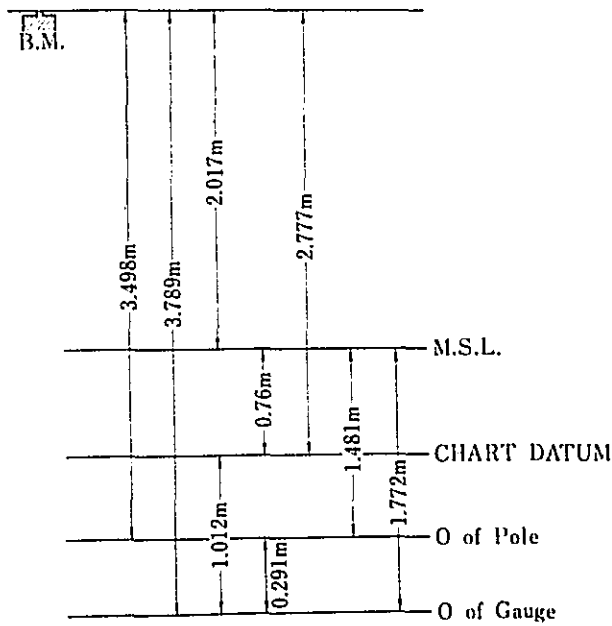 B.M.
2.017m
2.777m
3.498m
3.789m
M.S.L.
0.76m
1.481m
CHART DATUM
1.772m
1.012m
O of Pole
0.291m
O of Gauge